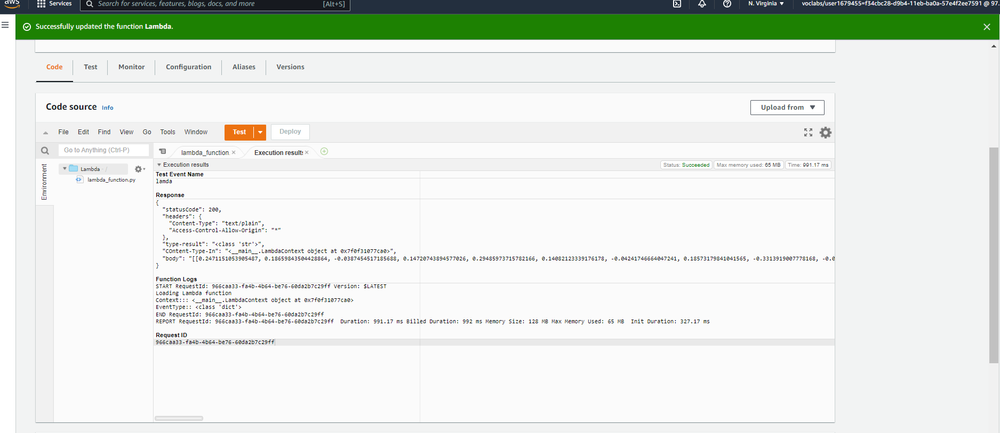 aws
Services
Search for services, features, blogs, docs, and more
[Alt+S]
N. Virginia
voclabs/user1679455=f34cbc28-d9b4-11eb-ba0a-57e4f2ee7591 @ 97.
Successfully updated the function Lambda.
Code
Test
Monitor
Configuration
Aliases
Versions
Code source Info
Upload from
File Edit Find View Go Tools Window
Test
Deploy
Go to Anything (Ctrl-P)
lambda_function.
Execution results
Environment
Lambda - /
lambda_function.py
Execution results
Status: Succeeded
Max memory used: 65 MB
Time: 991.17 ms
Test Event Name
lamda
Response
{
"statusCode": 200,
"headers": {
"Content-Type": "text/plain",
"Access-Control-Allow-Origin": "*"
},
"type-result": "<class 'str'>",
"COntent-Type-In": "<__main__.LambdaContext object at 0x7f0f31077ca0>",
"body": "[[0.2471151053905487, 0.18659843504428864, -0.0387454517185688, 0.14720743894577026, 0.29485973715782166, 0.14082123339176178, -0.04241746664047241, 0.18573179841041565, -0.3313919007778168, -0.0
}
Function Logs
START RequestId: 966caa33-fa4b-4b64-be76-60da2b7c29ff Version: $LATEST
Loading Lambda function
Context::: <__main__.LambdaContext object at 0x7f0f31077ca0>
EventType:: <class 'dict'>
END RequestId: 966caa33-fa4b-4b64-be76-60da2b7c29ff
REPORT RequestId: 966caa33-fa4b-4b64-be76-60da2b7c29ff Duration: 991.17 ms Billed Duration: 992 ms Memory Size: 128 MB Max Memory Used: 65 MB Init Duration: 327.17 ms
Request ID
966caa33-fa4b-4b64-be76-60da2b7c29ff